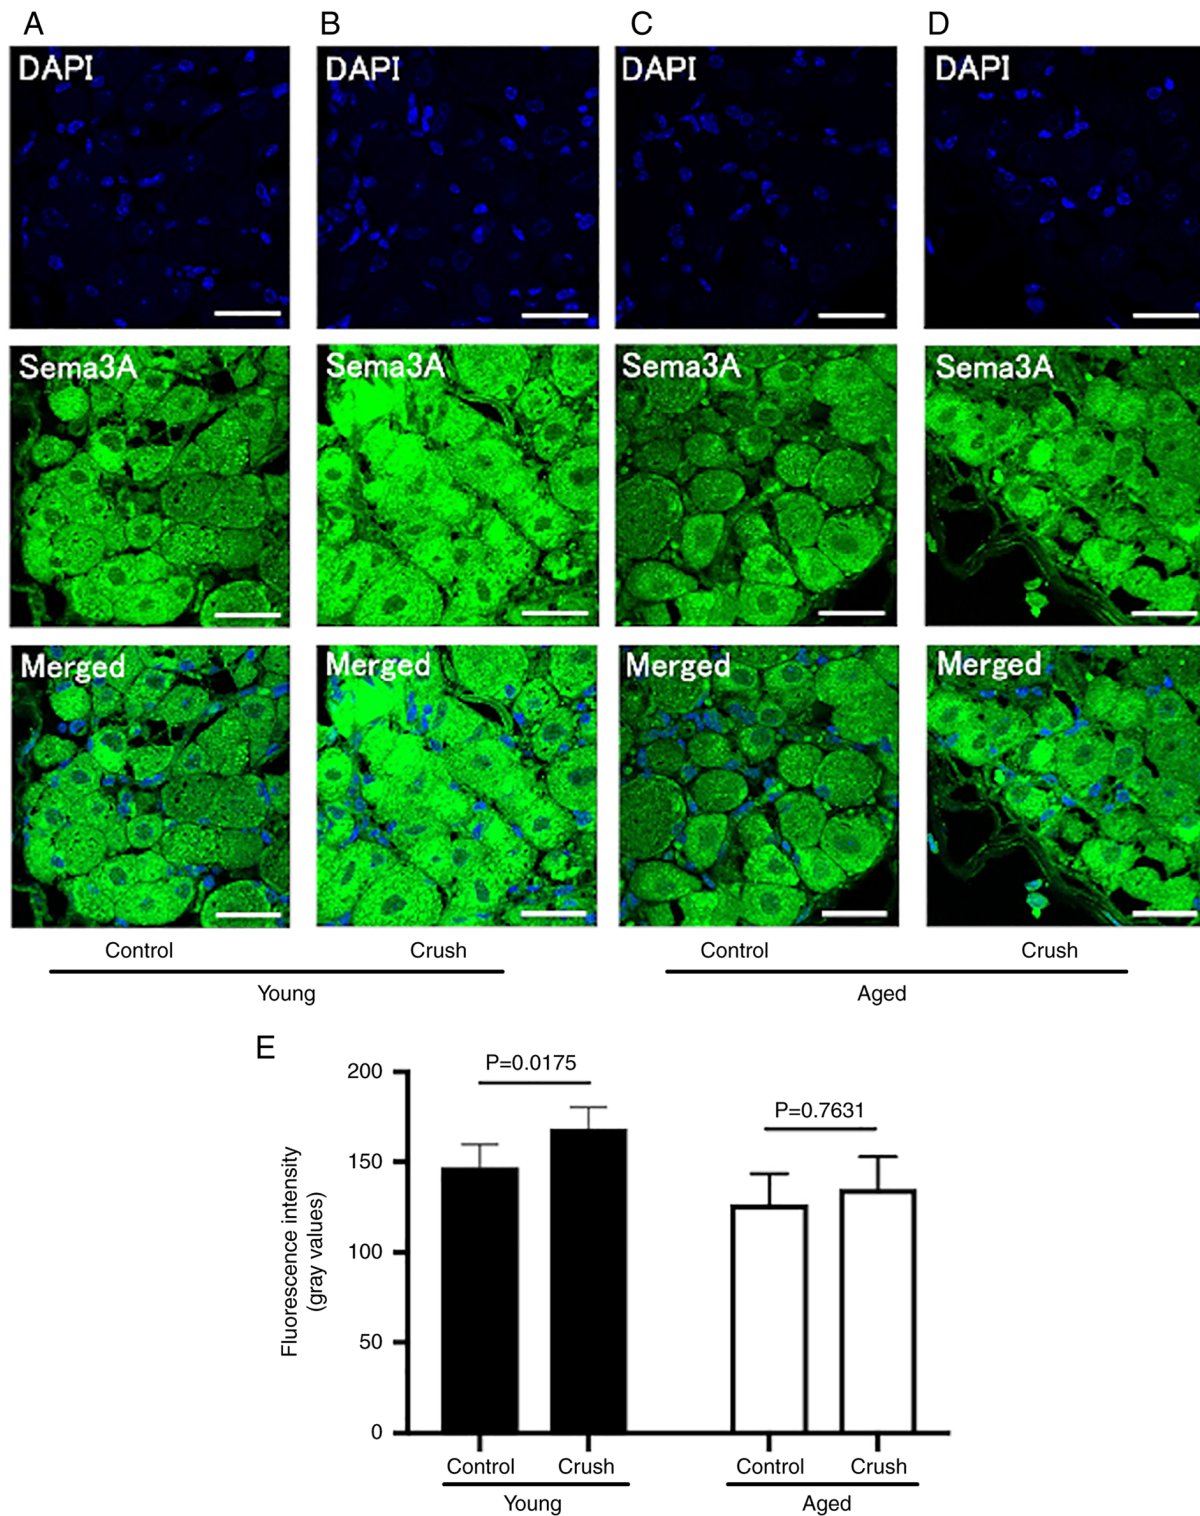 A B C D
DAPI DAPI DAPI DAPI
Sema3A Sema3A Sema3A Sema3A
Merged Merged Merged Merged
Control Crush Control Crush
Young Aged
E
P=0.0175
P=0.7631
Fluorescence intensity
(gray values)
200
150
100
50
0
Control Crush Control Crush
Young Aged